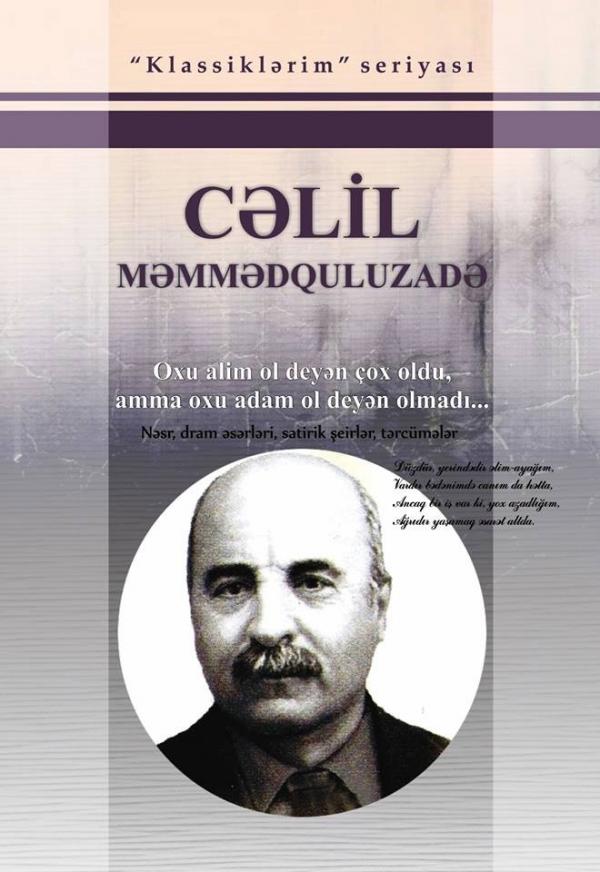 "Klassiklərim" seriyası
CƏLİL
MƏMMƏDQULUZADƏ
Oxu alim ol deyən çox oldu,
amma oxu adam ol deyən olmadı...
Nəsr, dram əsərləri, satirik şeirlər, tərcümələr
Düzdür, yerindədir əlim-ayağım,
Vardır bədənimdə canım da hətta,
Ancaq bir iş var ki, yox azadlığım,
Ağrıdır yaşamaq əsarət altda.